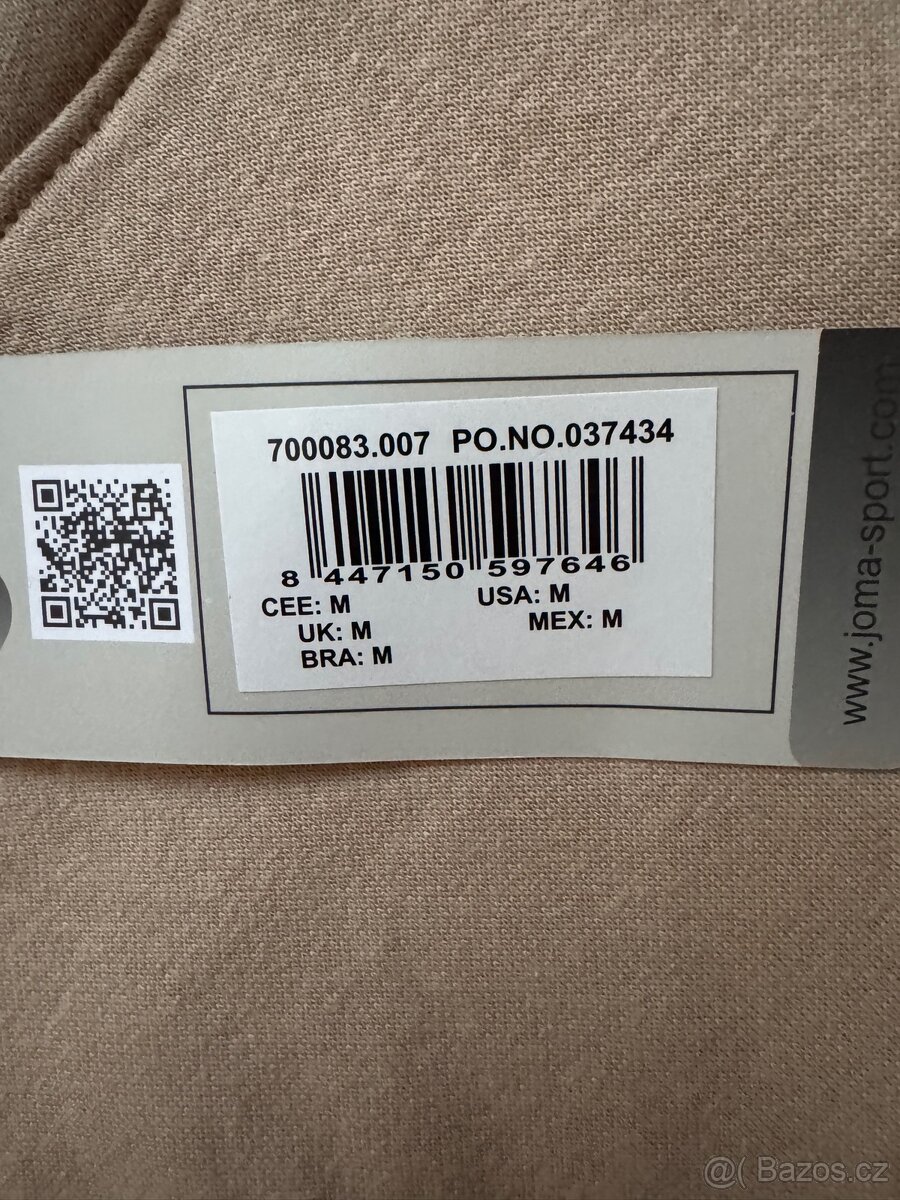 700083.007 PO.NO.037434
8 447150 597646
CEE: M USA: M
UK: M MEX: M
BRA: M
www.joma-sport.com
@( Bazos.cz